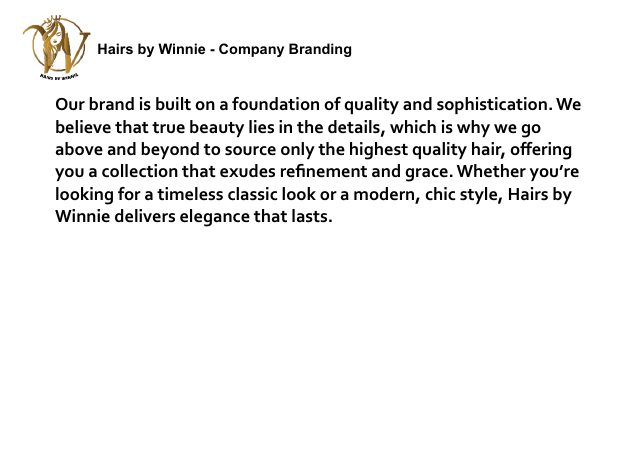 HAIRS BY WINNIE
Hairs by Winnie - Company Branding
Our brand is built on a foundation of quality and sophistication. We
believe that true beauty lies in the details, which is why we go
above and beyond to source only the highest quality hair, offering
you a collection that exudes refinement and grace. Whether you’re
looking for a timeless classic look or a modern, chic style, Hairs by
Winnie delivers elegance that lasts.